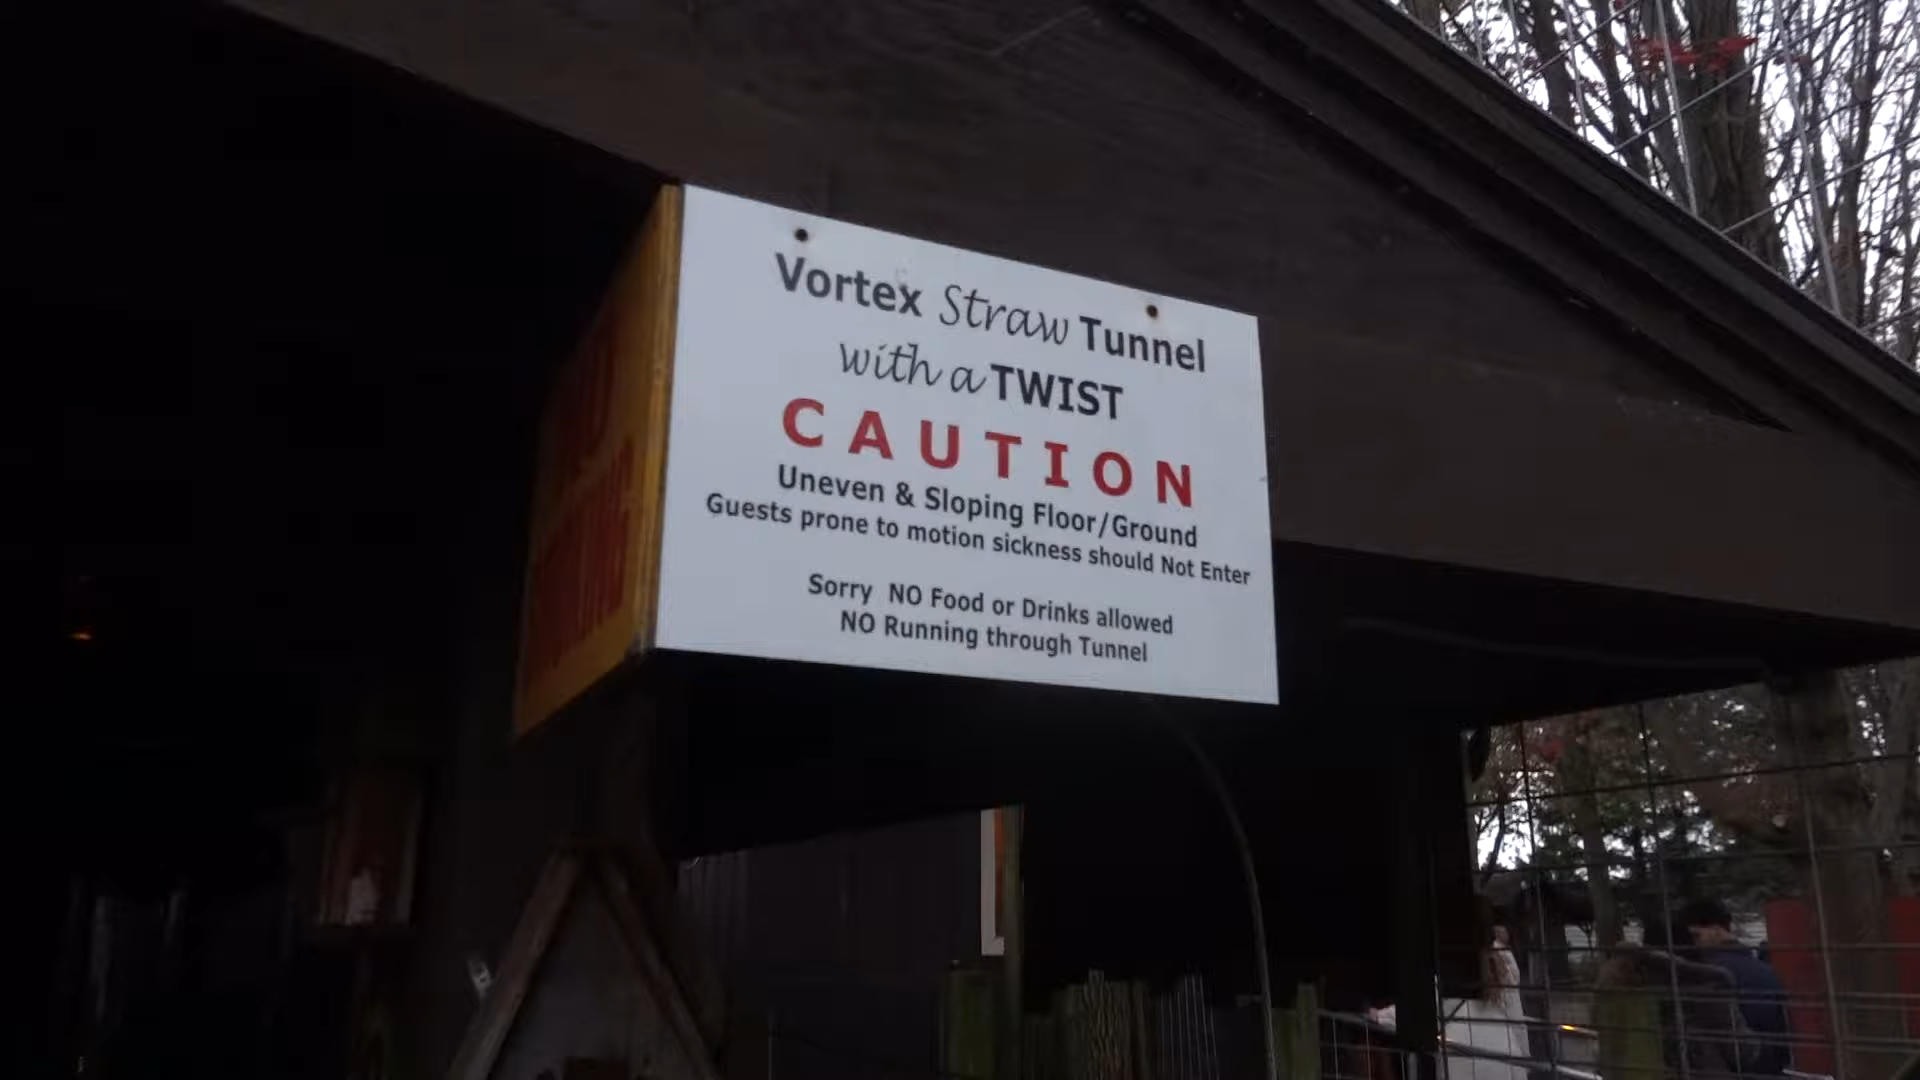 Vortex Straw Tunnel
with a TWIST
CAUTION
Uneven & Sloping Floor/Ground
Guests prone to motion sickness should Not Enter
Sorry NO Food or Drinks allowed
NO Running through Tunnel